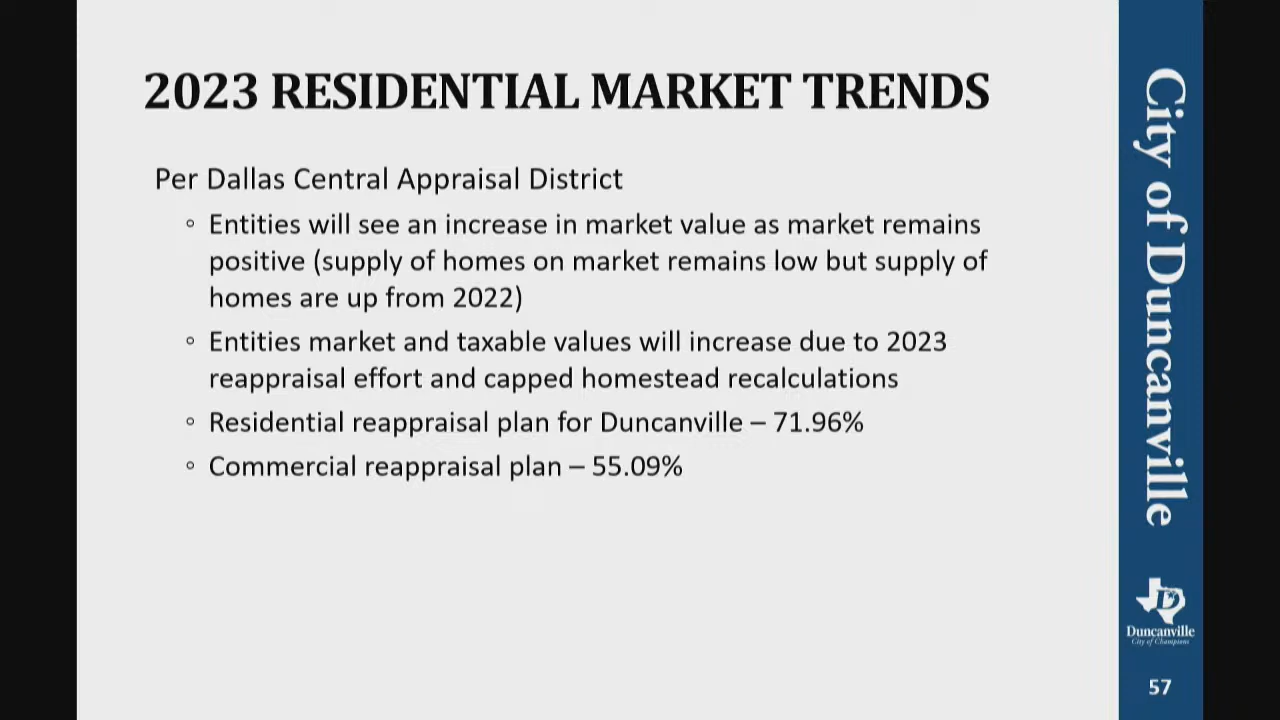 2023 RESIDENTIAL MARKET TRENDS
Per Dallas Central Appraisal District
◦ Entities will see an increase in market value as market remains
positive (supply of homes on market remains low but supply of
homes are up from 2022)
◦ Entities market and taxable values will increase due to 2023
reappraisal effort and capped homestead recalculations
◦ Residential reappraisal plan for Duncanville – 71.96%
◦ Commercial reappraisal plan – 55.09%
City of Duncanville
D
Duncanville
City of Champions
57